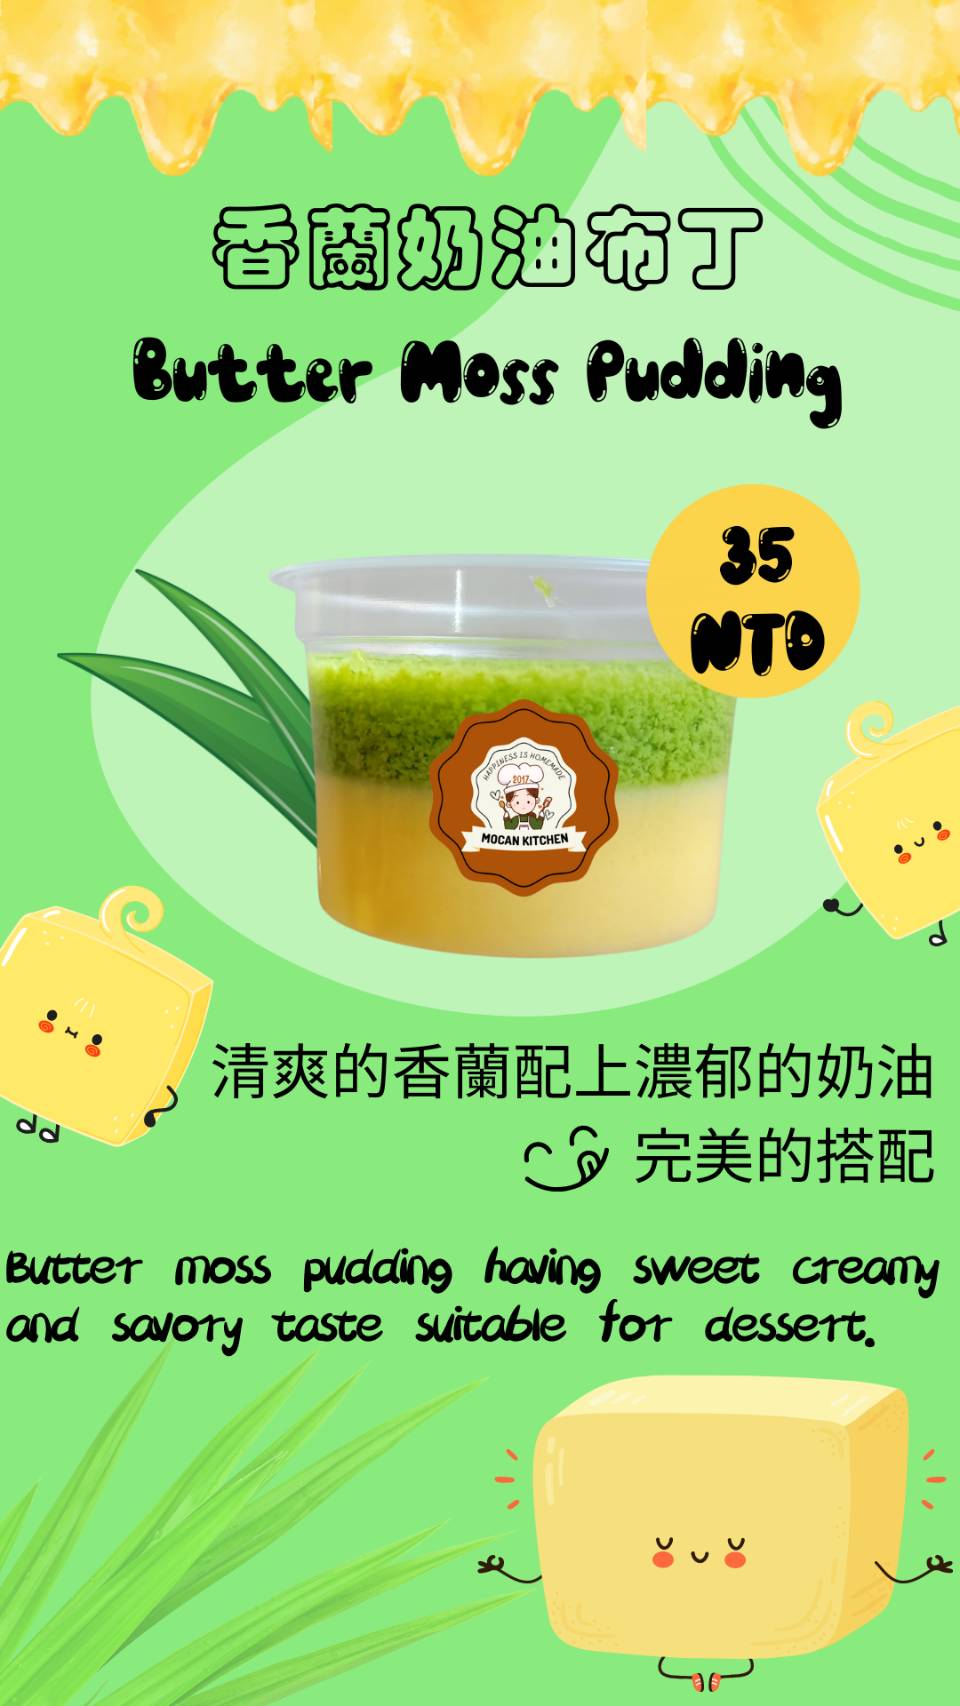 香蘭奶油布丁
Butter Moss Pudding
35
NTD
HAPPINESS IS HOMEMADE
2017
MOCAN KITCHEN
清爽的香蘭配上濃郁的奶油
完美的搭配
Butter moss pudding having sweet creamy
and savory taste suitable for dessert.